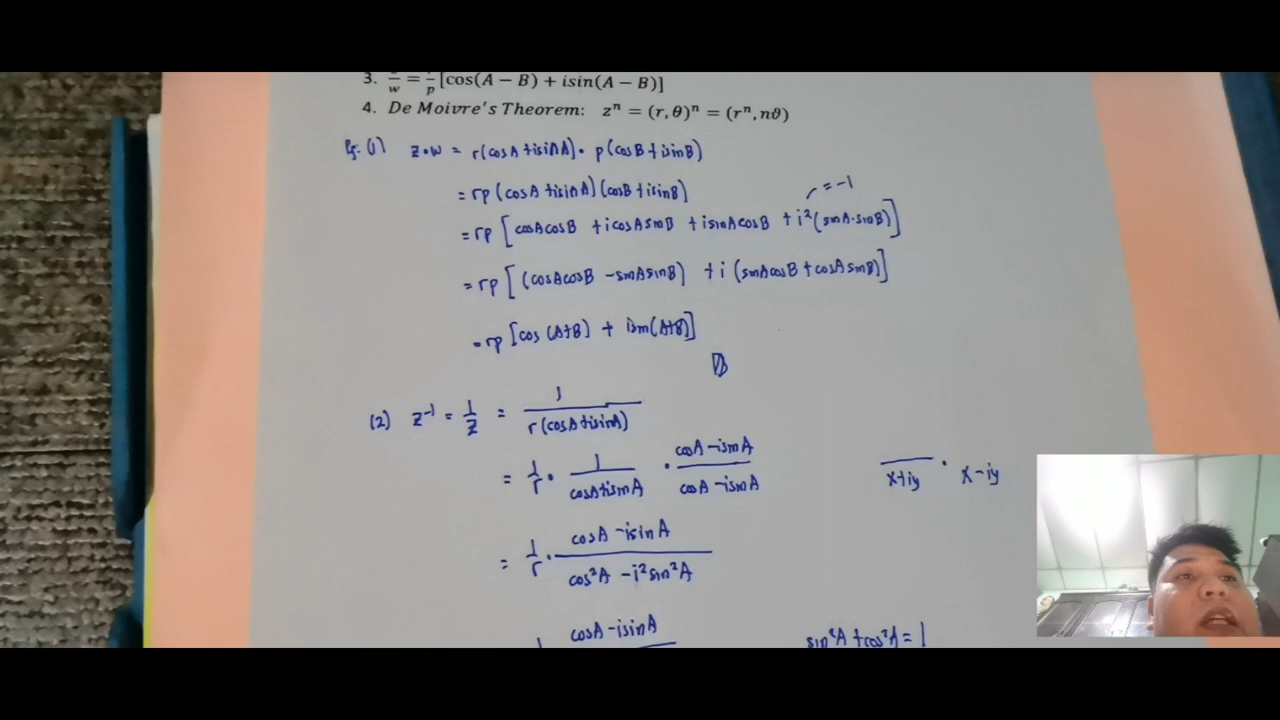 3. w = p [cos(A − B) + isin(A − B)]
4. De Moivre's Theorem: zⁿ = (r, θ)ⁿ = (rⁿ, nϑ)
Pf. (1) z·w = r(cosA+isinA)· p(cosB+isinB)
= rp (cosA+isinA)(cosB+isinB)
= -1
= rp [cosAcosB + icosAsinB + isinAcosB + i²(sinA·sinB)]
= rp [(cosAcosB - sinAsinB) + i (sinAcosB + cosAsinB)]
= rp [cos (A+B) + isin(A+B)]
(2) z⁻¹ = 1/z = 1/r(cosA+isinA)
= 1/r · 1/cosA+isinA · cosA-isinA/cosA-isinA
x+iy · x-iy
= 1/r · cosA-isinA/cos²A - i²sin²A
cosA-isinA
sin²A + cos²A = 1